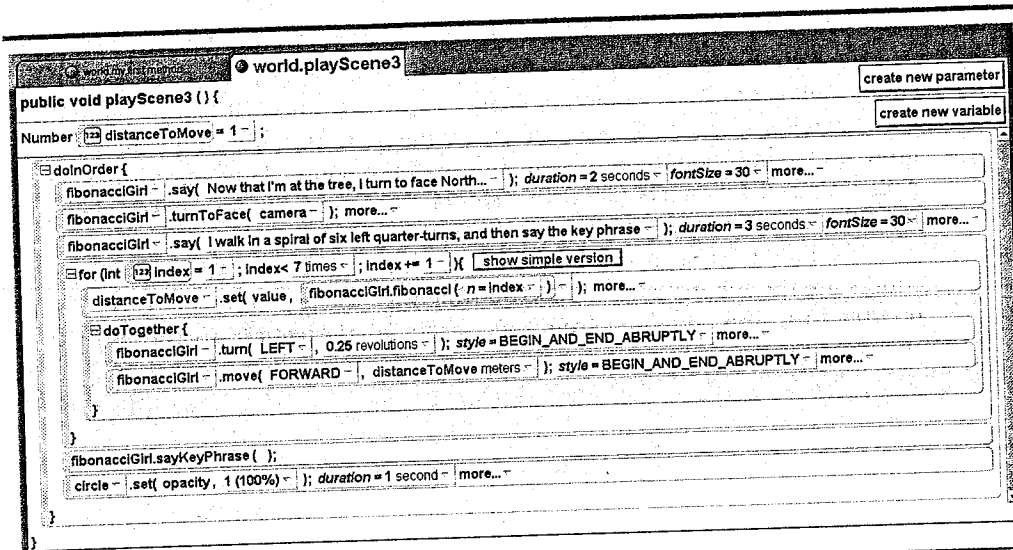 world.my first method
world.playScene3
create new parameter
public void playScene3 () {
create new variable
Number 123 distanceToMove = 1 ;
doInOrder {
fibonacciGirl .say( Now that I'm at the tree, I turn to face North... ); duration = 2 seconds fontSize = 30 more...
fibonacciGirl .turnToFace( camera ); more...
fibonacciGirl .say( I walk in a spiral of six left quarter-turns, and then say the key phrase ); duration = 3 seconds fontSize = 30 more...
for (int 123 index = 1 ; index< 7 times ; index += 1 ){ show simple version
distanceToMove .set( value, fibonacciGirl.fibonacci ( n = index ) ); more...
doTogether {
fibonacciGirl .turn( LEFT , 0.25 revolutions ); style = BEGIN_AND_END_ABRUPTLY more...
fibonacciGirl .move( FORWARD , distanceToMove meters ); style = BEGIN_AND_END_ABRUPTLY more...
}
}
fibonacciGirl.sayKeyPhrase ( );
circle .set( opacity, 1 (100%) ); duration = 1 second more...
}
}